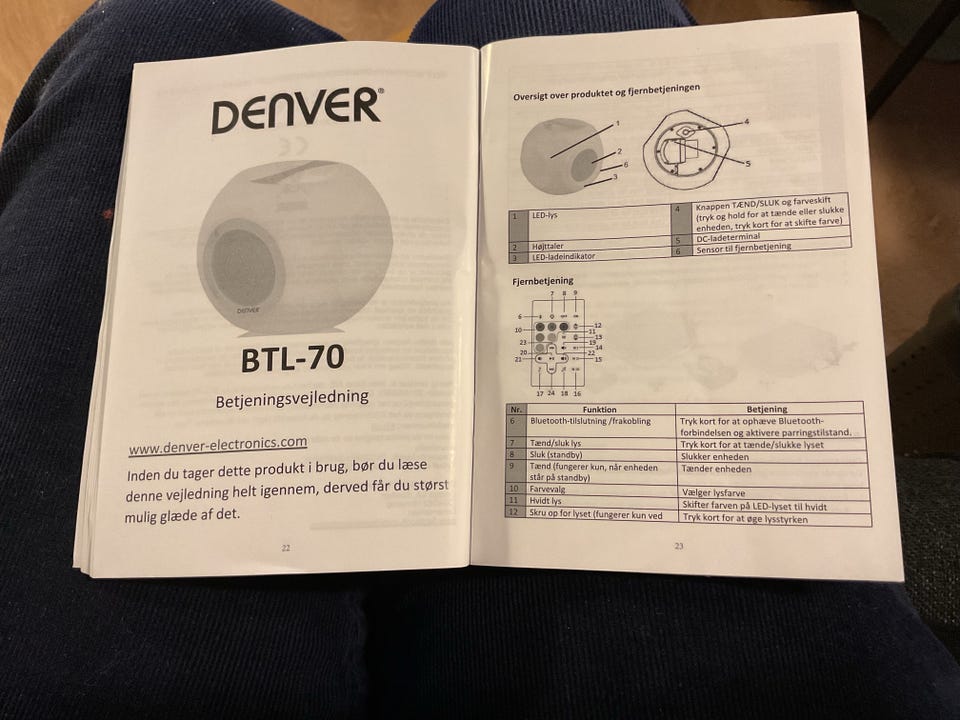 DENVER®
DENVER
BTL-70
Betjeningsvejledning
www.denver-electronics.com
Inden du tager dette produkt i brug, bør du læse
denne vejledning helt igennem, derved får du størst
mulig glæde af det.
22
Oversigt over produktet og fjernbetjeningen
1
2
6
3
4
5
1 LED-lys
2 Højttaler
3 LED-ladeindikator
4 Knappen TÆND/SLUK og farveskift
(tryk og hold for at tænde eller slukke
enheden, tryk kort for at skifte farve)
5 DC-ladeterminal
6 Sensor til fjernbetjening
Fjernbetjening
7 8 9
6
10
23
20
21
12
11
13
19
14
22
15
17 24 18 16
Nr. Funktion Betjening
6 Bluetooth-tilslutning /frakobling Tryk kort for at ophæve Bluetooth-
forbindelsen og aktivere parringstilstand.
7 Tænd/sluk lys Tryk kort for at tænde/slukke lyset
8 Sluk (standby) Slukker enheden
9 Tænd (fungerer kun, når enheden Tænder enheden
står på standby)
10 Farvevalg Vælger lysfarve
11 Hvidt lys Skifter farven på LED-lyset til hvidt
12 Skru op for lyset (fungerer kun ved Tryk kort for at øge lysstyrken
23